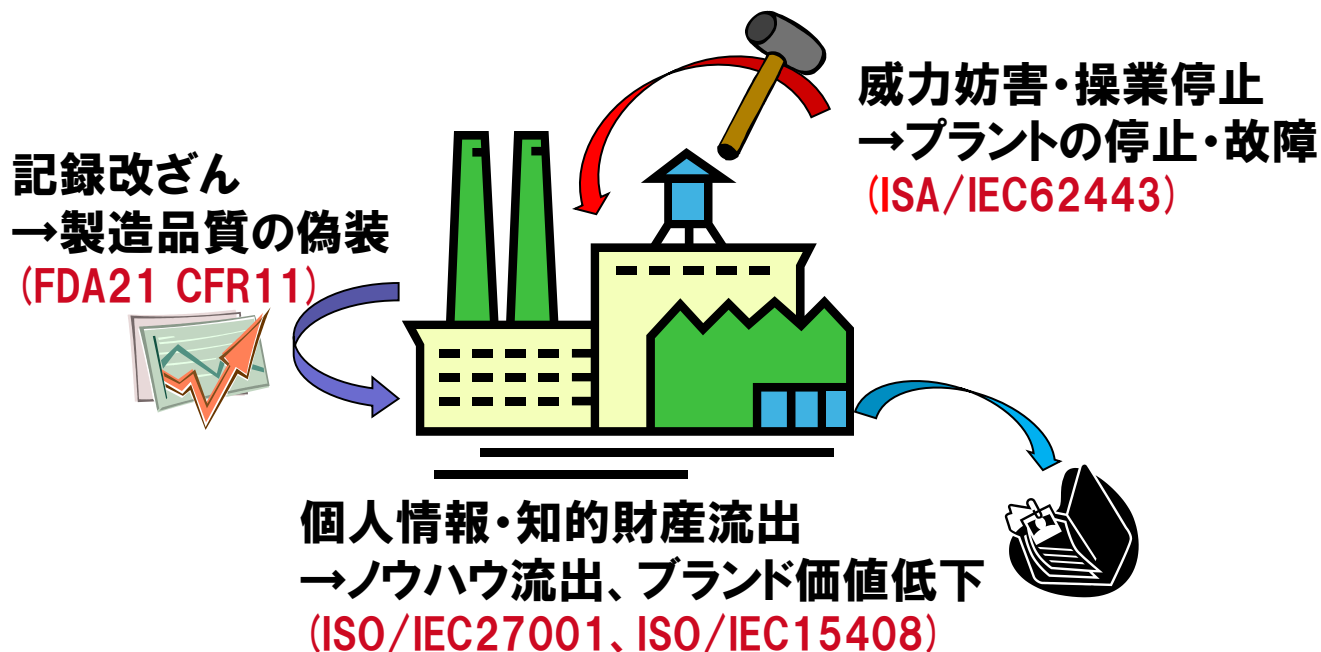 威力妨害・操業停止
→プラントの停止・故障
(ISA/IEC62443)
記録改ざん
→製造品質の偽装
(FDA21 CFR11)
個人情報・知的財産流出
→ノウハウ流出、ブランド価値低下
(ISO/IEC27001、ISO/IEC15408)